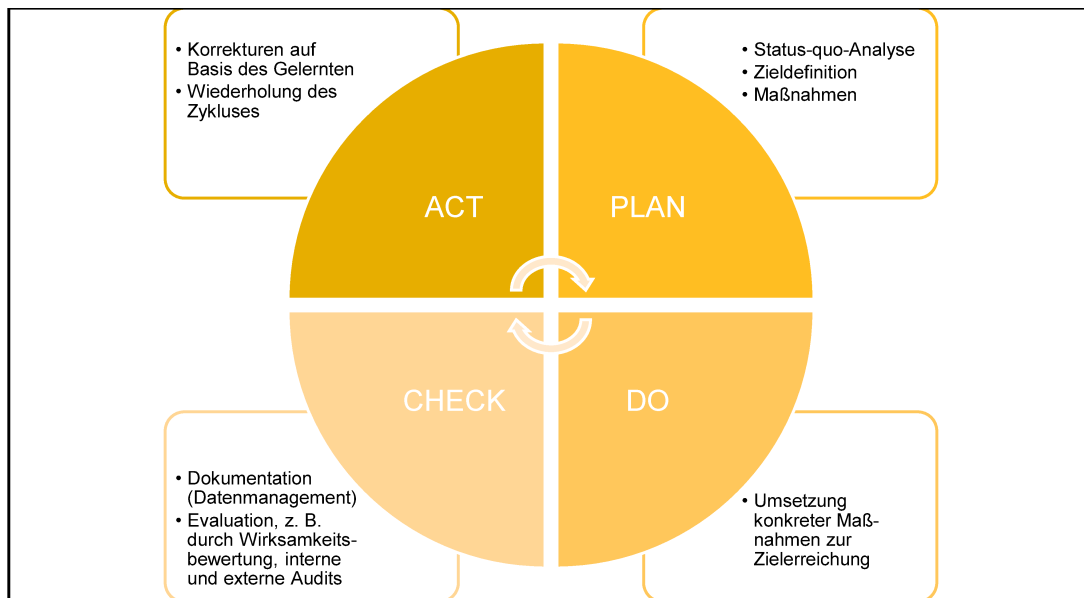 • Korrekturen auf
Basis des Gelernten
• Wiederholung des
Zykluses
• Status-quo-Analyse
• Zieldefinition
• Maßnahmen
ACT
PLAN
CHECK
DO
• Dokumentation
(Datenmanagement)
• Evaluation, z. B.
durch Wirksamkeits-
bewertung, interne
und externe Audits
• Umsetzung
konkreter Maß-
nahmen zur
Zielerreichung